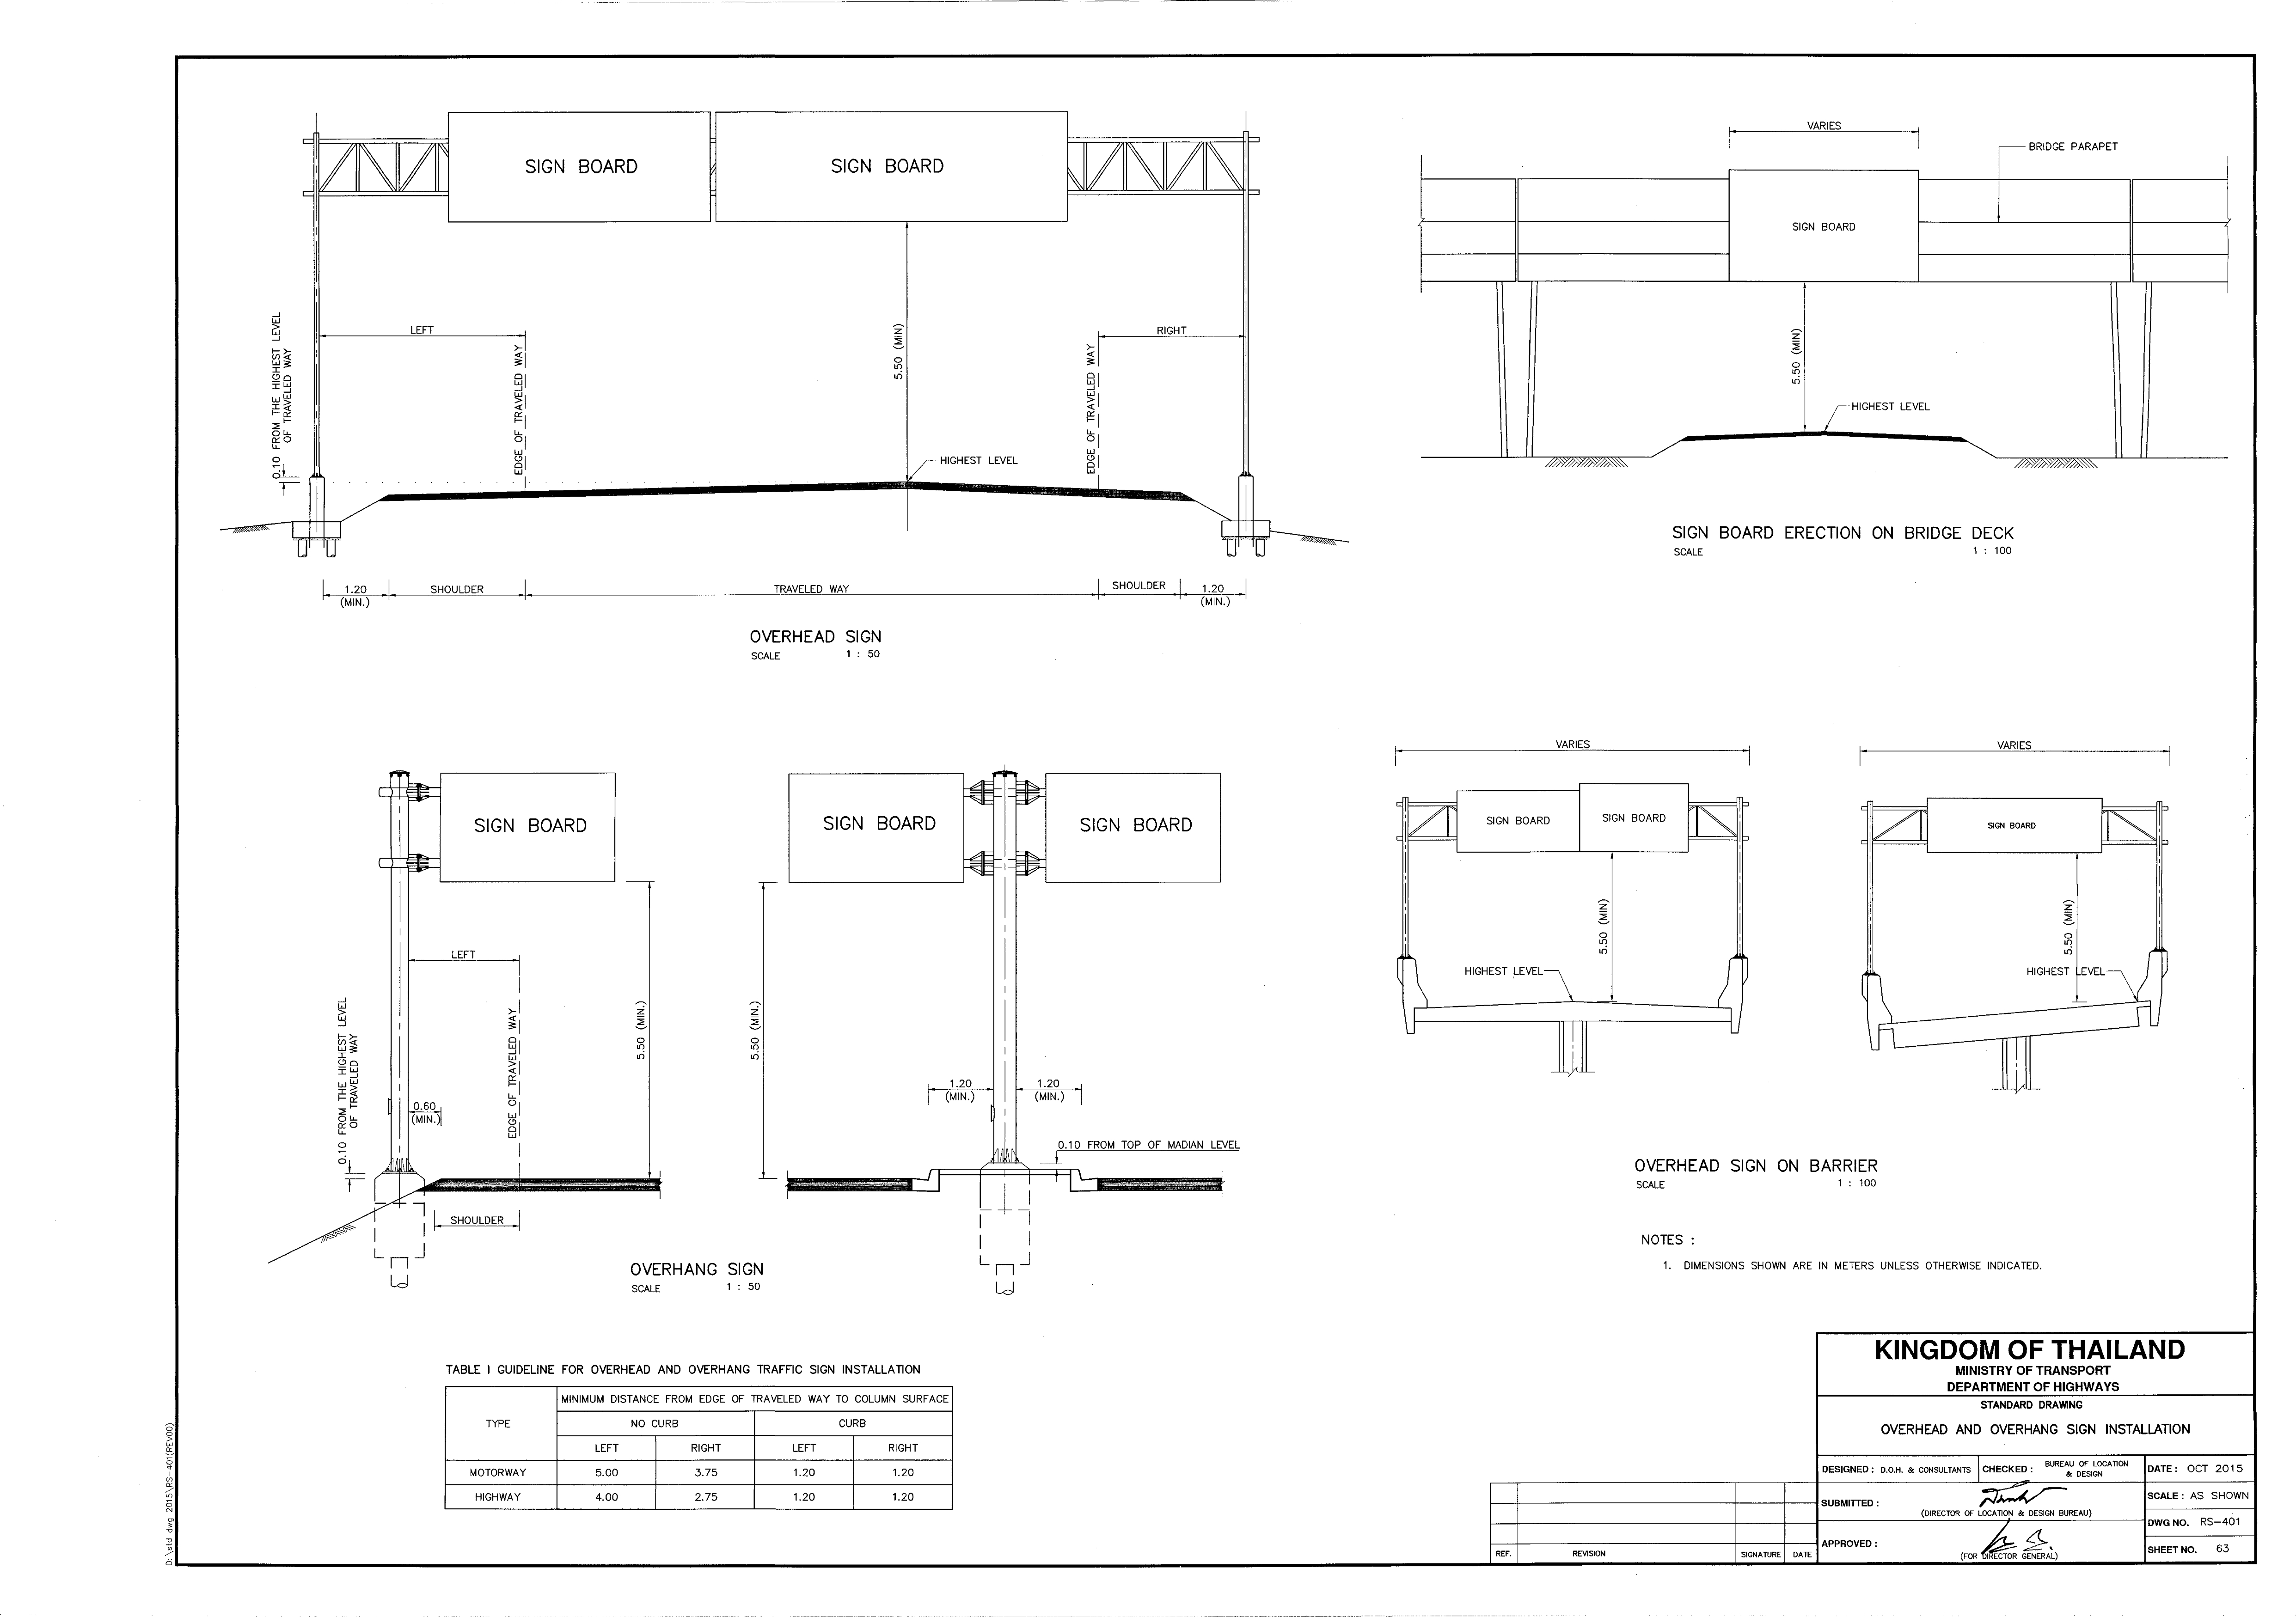 SIGN BOARD
SIGN BOARD
LEFT
RIGHT
5.50 (MIN)
0.10 FROM THE HIGHEST LEVEL
OF TRAVELED WAY
EDGE OF TRAVELED WAY
EDGE OF TRAVELED WAY
HIGHEST LEVEL
1.20
(MIN.)
SHOULDER
TRAVELED WAY
SHOULDER
1.20
(MIN.)
OVERHEAD SIGN
SCALE 1 : 50
VARIES
BRIDGE PARAPET
SIGN BOARD
5.50 (MIN)
HIGHEST LEVEL
SIGN BOARD ERECTION ON BRIDGE DECK
SCALE 1 : 100
SIGN BOARD
LEFT
0.10 FROM THE HIGHEST LEVEL
OF TRAVELED WAY
0.60
(MIN.)
EDGE OF TRAVELED WAY
5.50 (MIN.)
SHOULDER
SIGN BOARD
SIGN BOARD
5.50 (MIN.)
1.20
(MIN.)
1.20
(MIN.)
0.10 FROM TOP OF MADIAN LEVEL
OVERHANG SIGN
SCALE 1 : 50
VARIES
SIGN BOARD
SIGN BOARD
5.50 (MIN)
HIGHEST LEVEL
VARIES
SIGN BOARD
5.50 (MIN)
HIGHEST LEVEL
OVERHEAD SIGN ON BARRIER
SCALE 1 : 100
NOTES :
1. DIMENSIONS SHOWN ARE IN METERS UNLESS OTHERWISE INDICATED.
TABLE 1 GUIDELINE FOR OVERHEAD AND OVERHANG TRAFFIC SIGN INSTALLATION
TYPE
MINIMUM DISTANCE FROM EDGE OF TRAVELED WAY TO COLUMN SURFACE
NO CURB CURB
LEFT RIGHT LEFT RIGHT
MOTORWAY 5.00 3.75 1.20 1.20
HIGHWAY 4.00 2.75 1.20 1.20
REF. REVISION SIGNATURE DATE
KINGDOM OF THAILAND
MINISTRY OF TRANSPORT
DEPARTMENT OF HIGHWAYS
STANDARD DRAWING
OVERHEAD AND OVERHANG SIGN INSTALLATION
DESIGNED : D.O.H. & CONSULTANTS
CHECKED : BUREAU OF LOCATION
& DESIGN
DATE : OCT 2015
SUBMITTED :
(DIRECTOR OF LOCATION & DESIGN BUREAU)
SCALE : AS SHOWN
DWG NO. RS-401
APPROVED :
(FOR DIRECTOR GENERAL)
SHEET NO. 63
D:\std dwg 2015\RS-401(REV00)